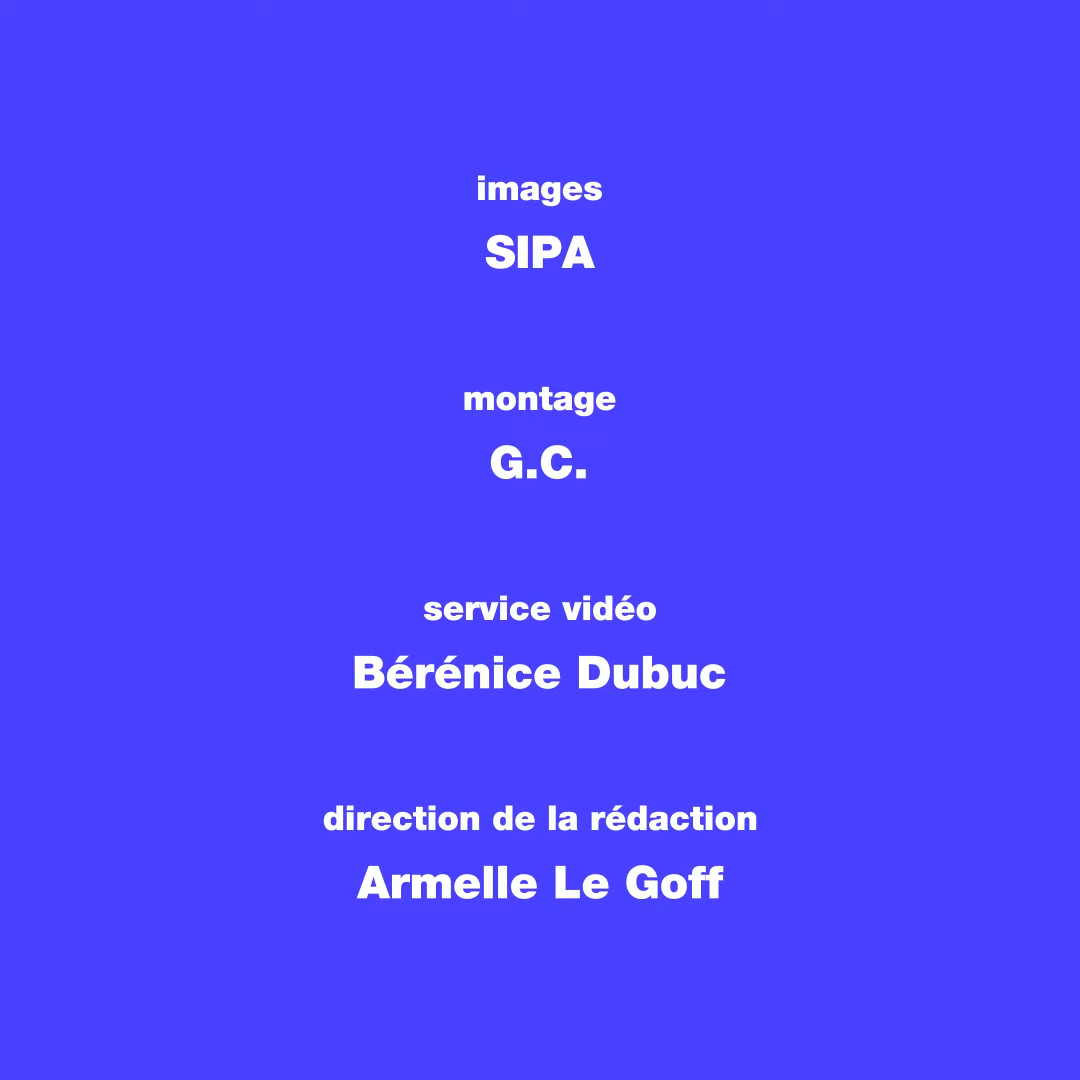 images
SIPA
montage
G.C.
service vidéo
Bérénice Dubuc
direction de la rédaction
Armelle Le Goff